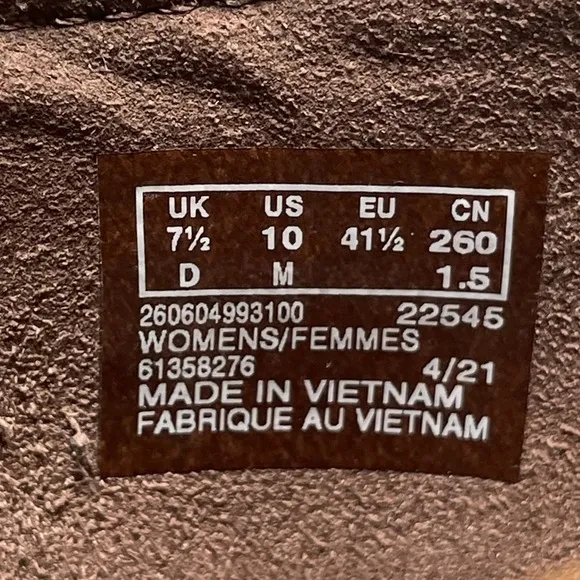 UK US EU CN
7½ 10 41½ 260
D M 1.5
260604993100 22545
WOMENS/FEMMES
61358276 4/21
MADE IN VIETNAM
FABRIQUE AU VIETNAM